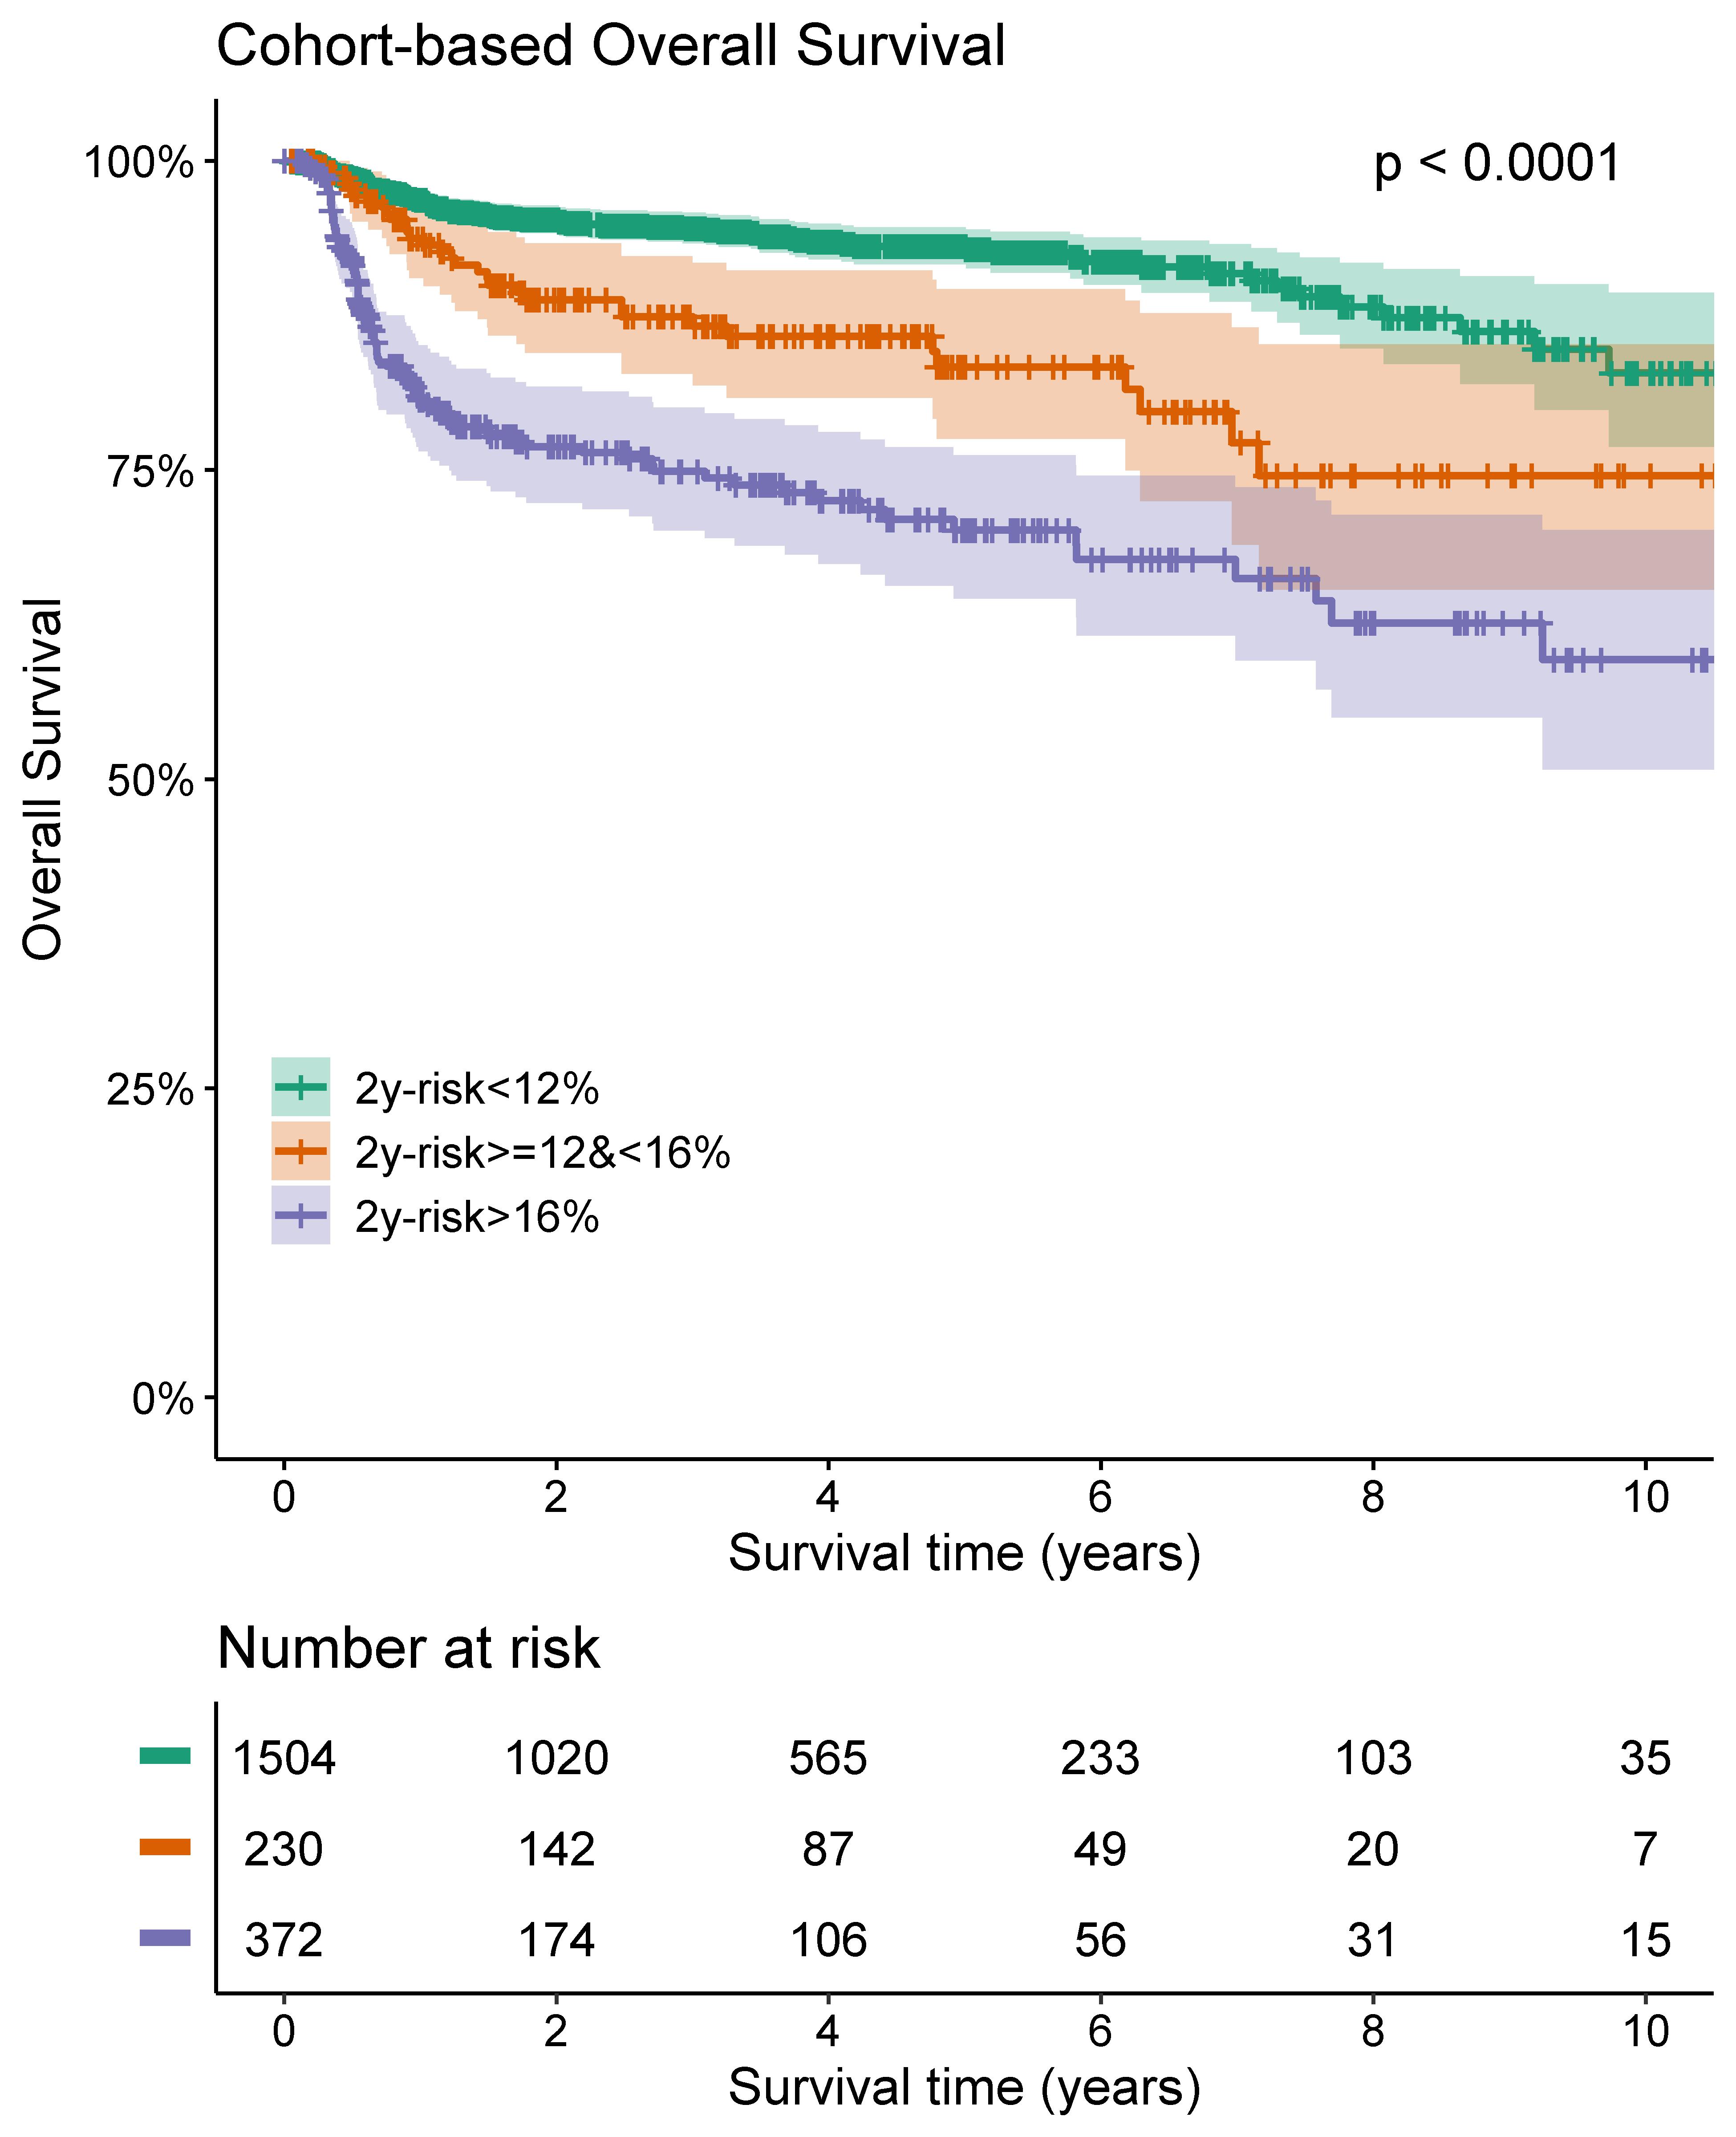 Cohort-based Overall Survival
p < 0.0001
100%
75%
50%
25%
0%
Overall Survival
2y-risk<12%
2y-risk>=12&<16%
2y-risk>16%
0 2 4 6 8 10
Survival time (years)
Number at risk
1504 1020 565 233 103 35
230 142 87 49 20 7
372 174 106 56 31 15
0 2 4 6 8 10
Survival time (years)